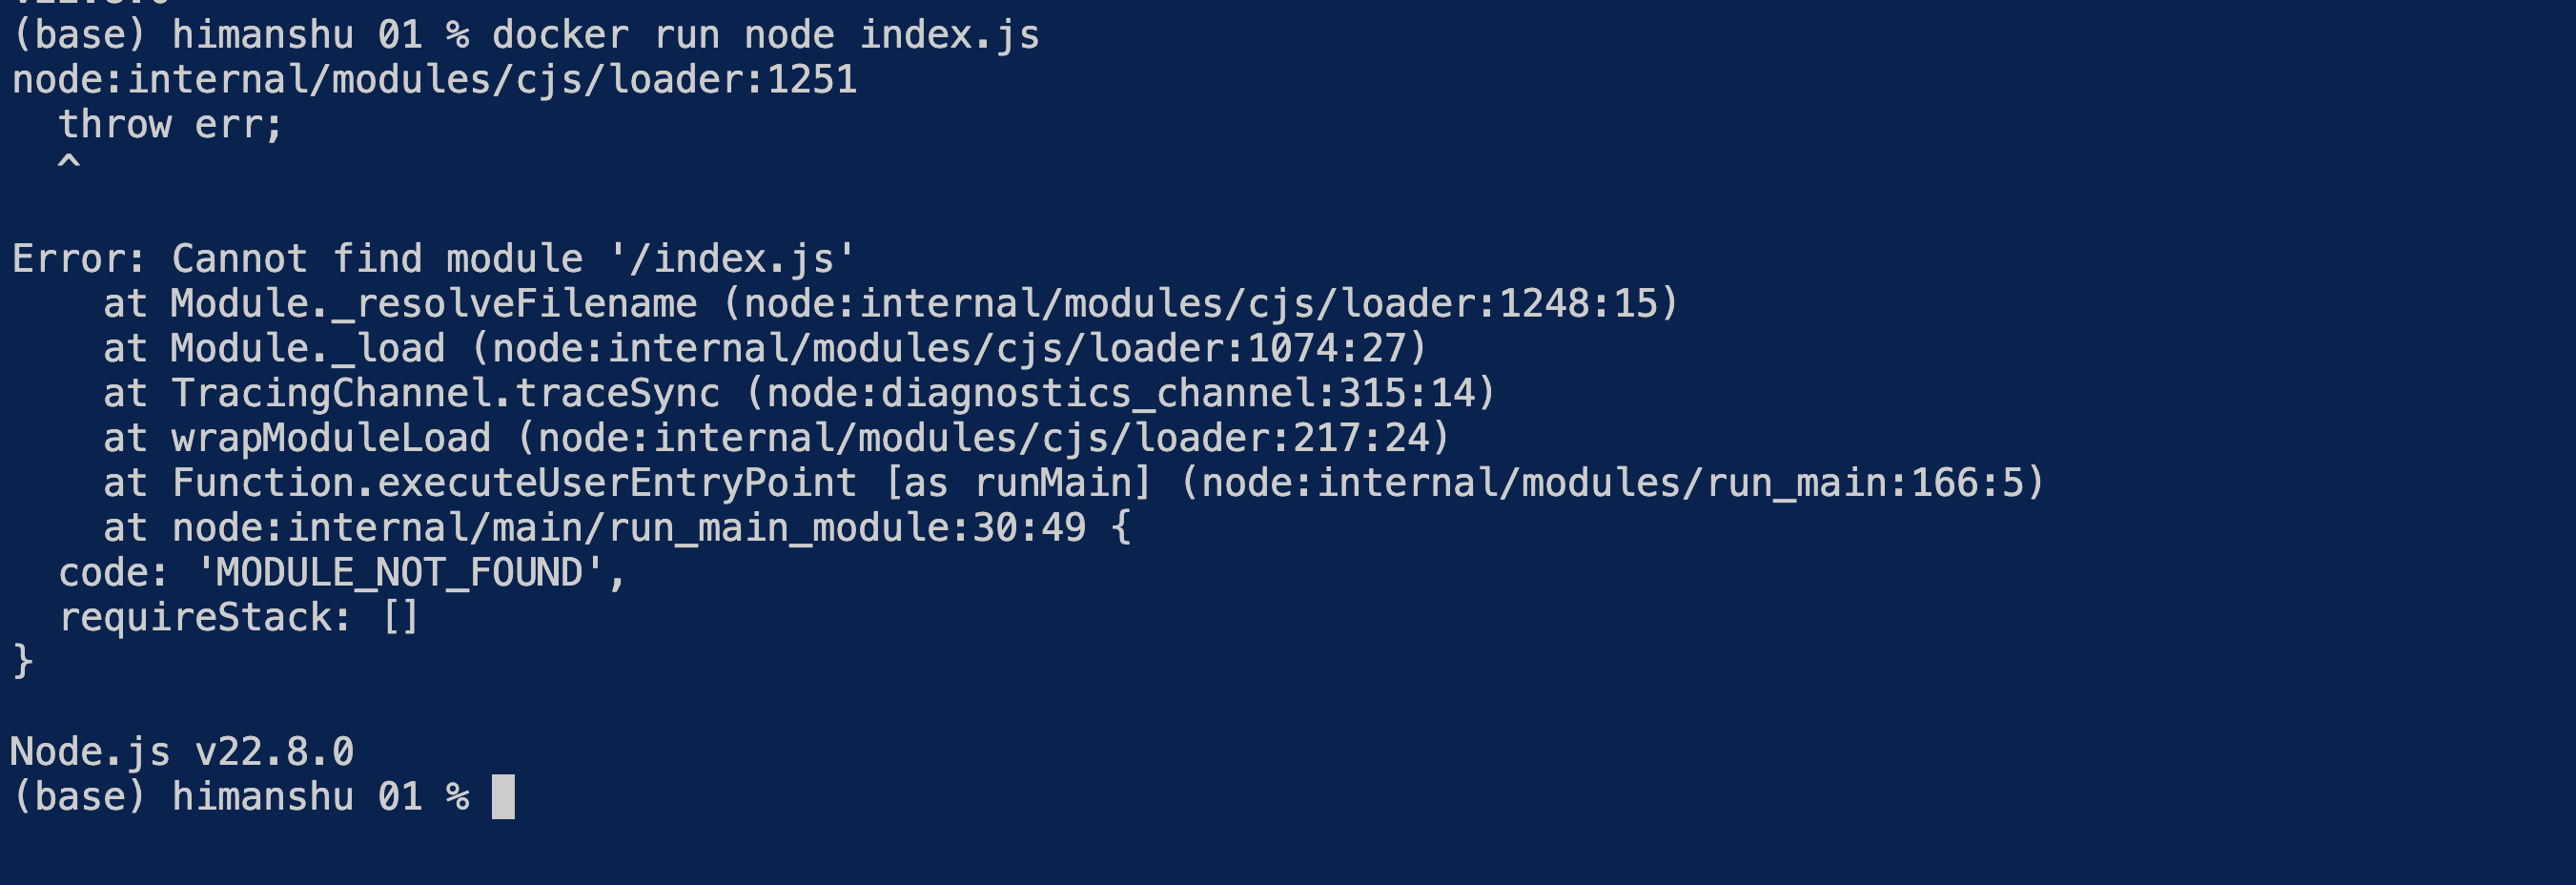 (base) himanshu 01 % docker run node index.js
node:internal/modules/cjs/loader:1251
  throw err;
  ^

Error: Cannot find module '/index.js'
    at Module._resolveFilename (node:internal/modules/cjs/loader:1248:15)
    at Module._load (node:internal/modules/cjs/loader:1074:27)
    at TracingChannel.traceSync (node:diagnostics_channel:315:14)
    at wrapModuleLoad (node:internal/modules/cjs/loader:217:24)
    at Function.executeUserEntryPoint [as runMain] (node:internal/modules/run_main:166:5)
    at node:internal/main/run_main_module:30:49 {
  code: 'MODULE_NOT_FOUND',
  requireStack: []
}

Node.js v22.8.0
(base) himanshu 01 %